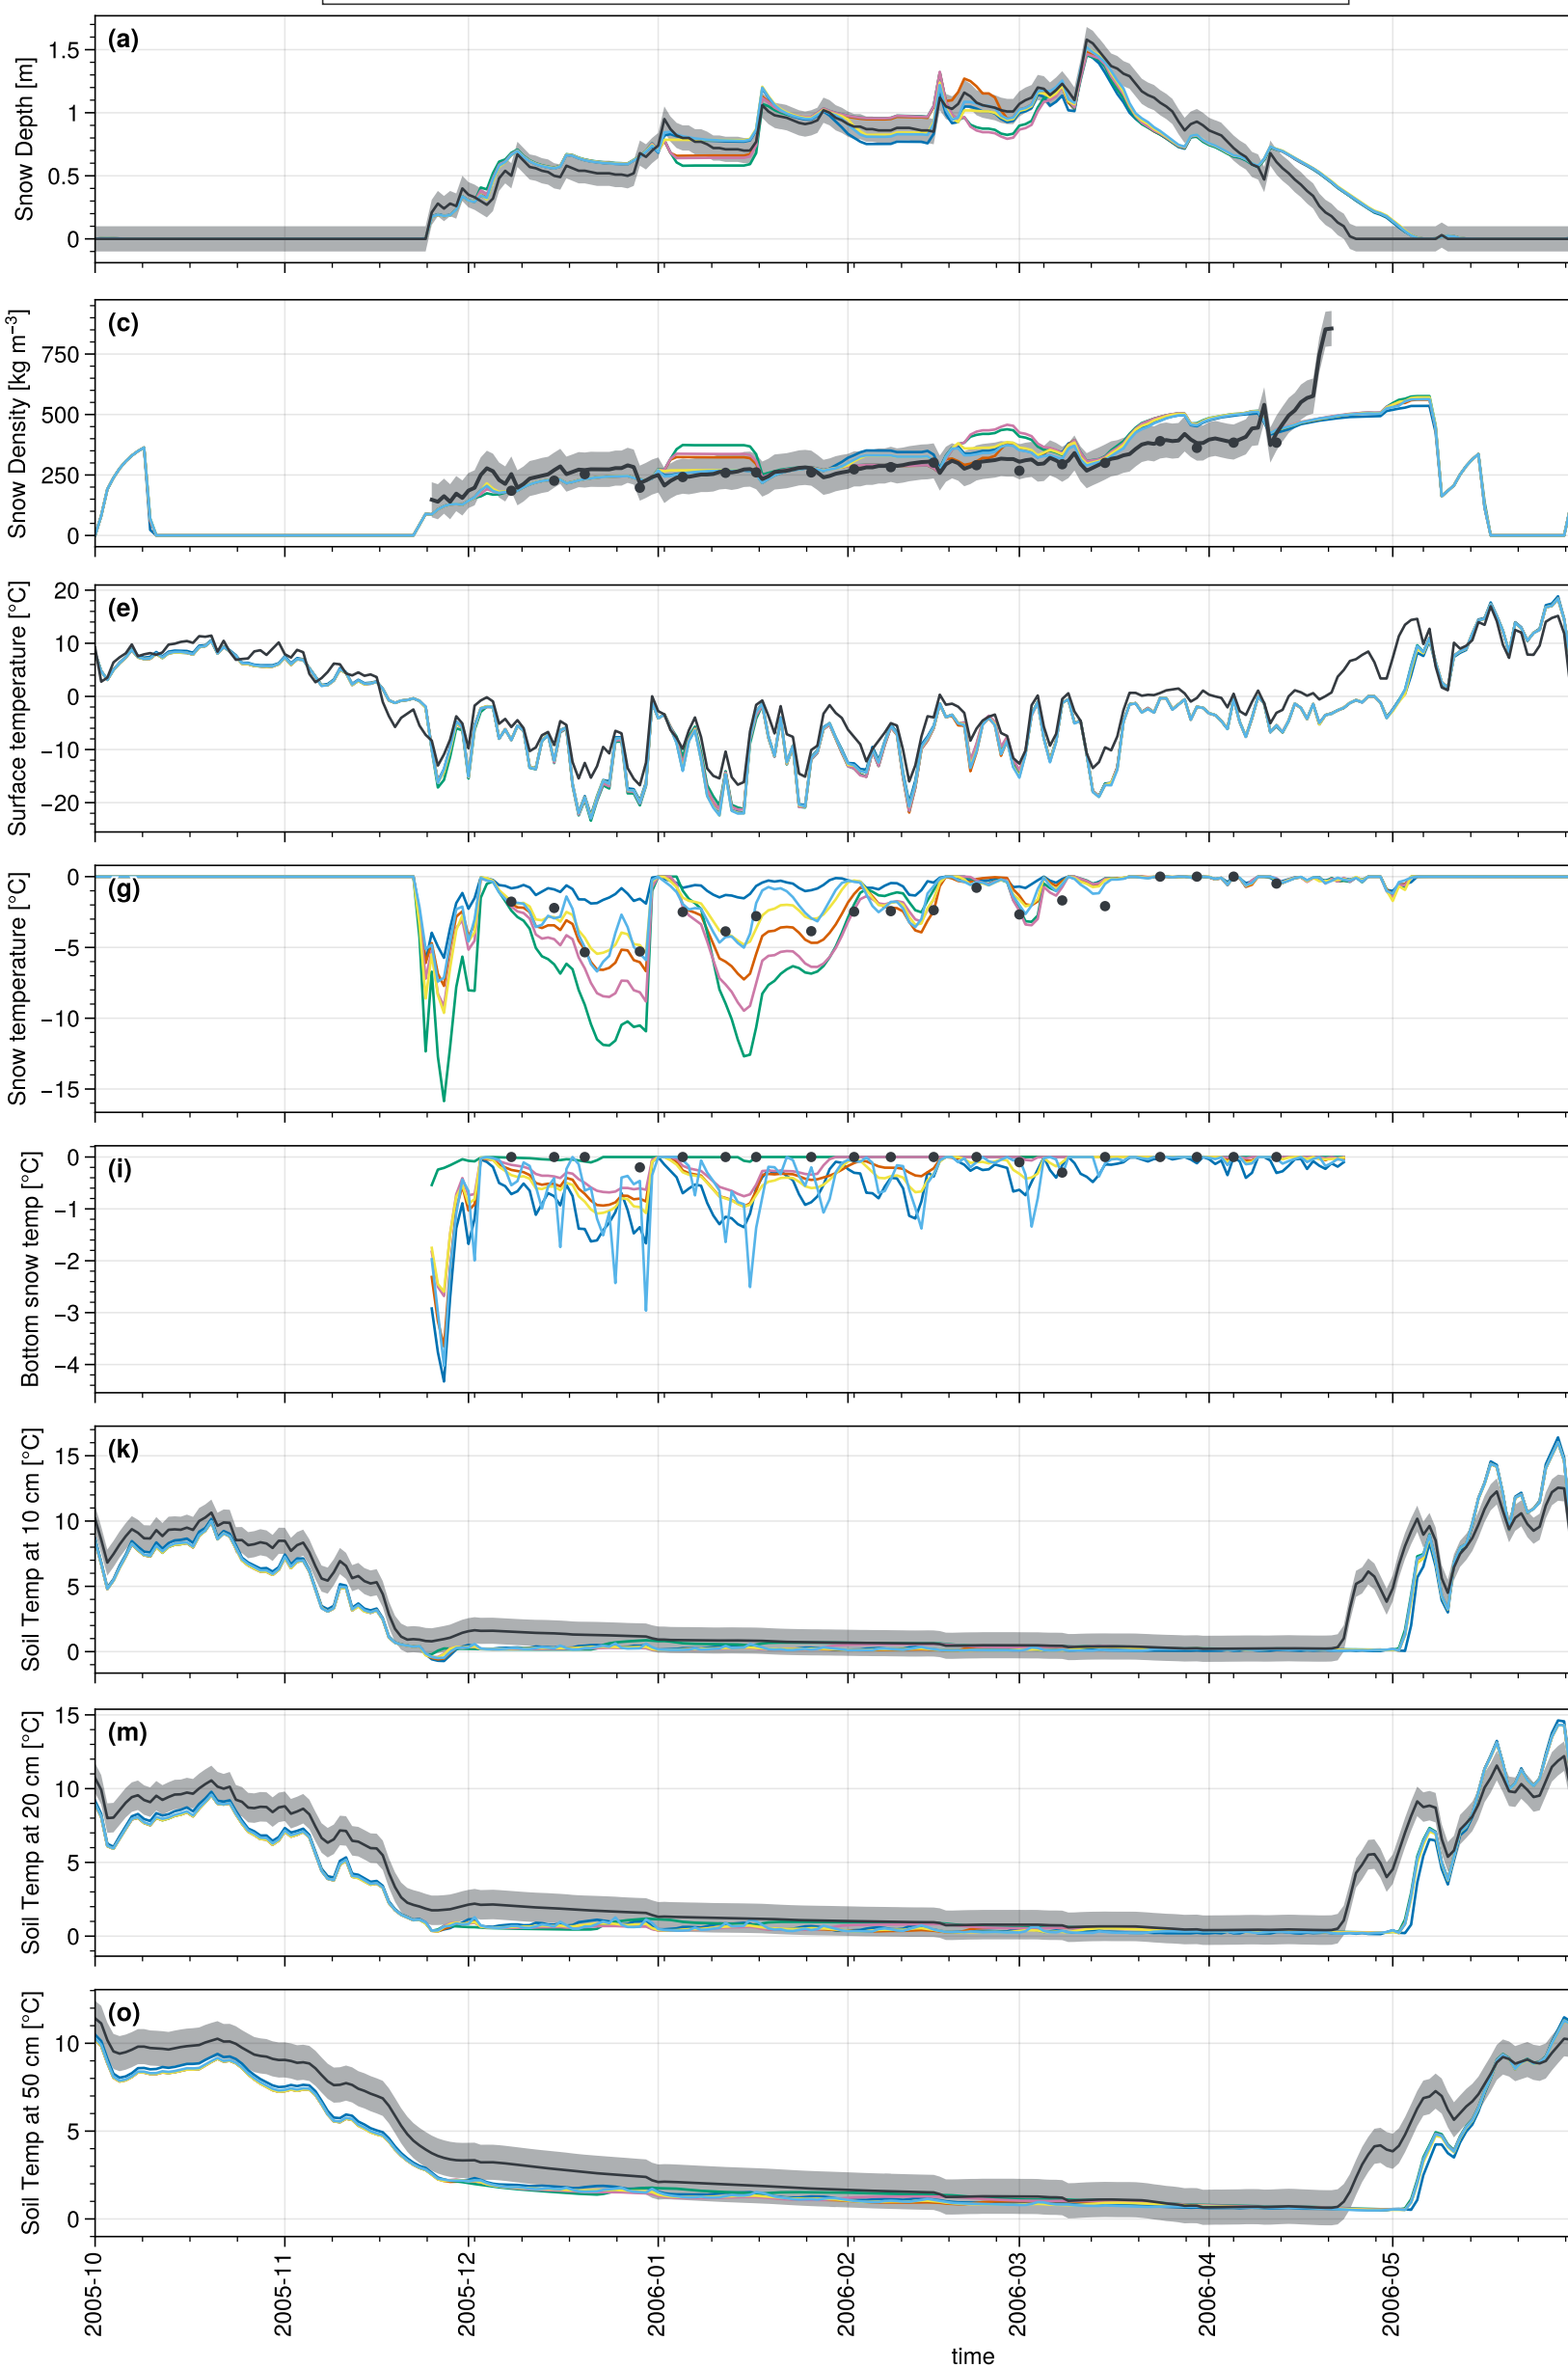 (a)
Snow Depth [m]
1.5
1
0.5
0
(c)
Snow Density [kg m⁻³]
750
500
250
0
(e)
Surface temperature [°C]
20
10
0
−10
−20
(g)
Snow temperature [°C]
0
−5
−10
−15
(i)
Bottom snow temp [°C]
0
−1
−2
−3
−4
(k)
Soil Temp at 10 cm [°C]
15
10
5
0
(m)
Soil Temp at 20 cm [°C]
15
10
5
0
(o)
Soil Temp at 50 cm [°C]
10
5
0
2005-10
2005-11
2005-12
2006-01
2006-02
2006-03
2006-04
2006-05
time